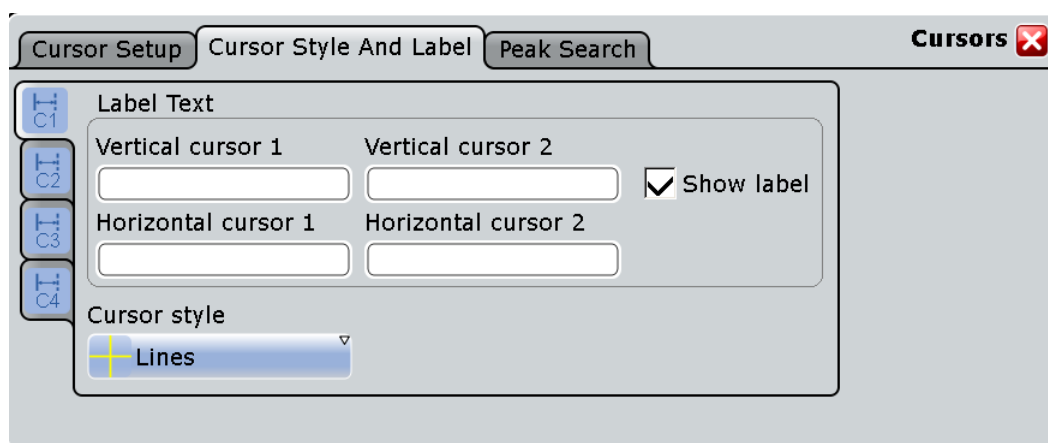 Cursor Setup Cursor Style And Label Peak Search Cursors
C1
Label Text
Vertical cursor 1 Vertical cursor 2
C2
Show label
Horizontal cursor 1 Horizontal cursor 2
C3
C4
Cursor style
Lines